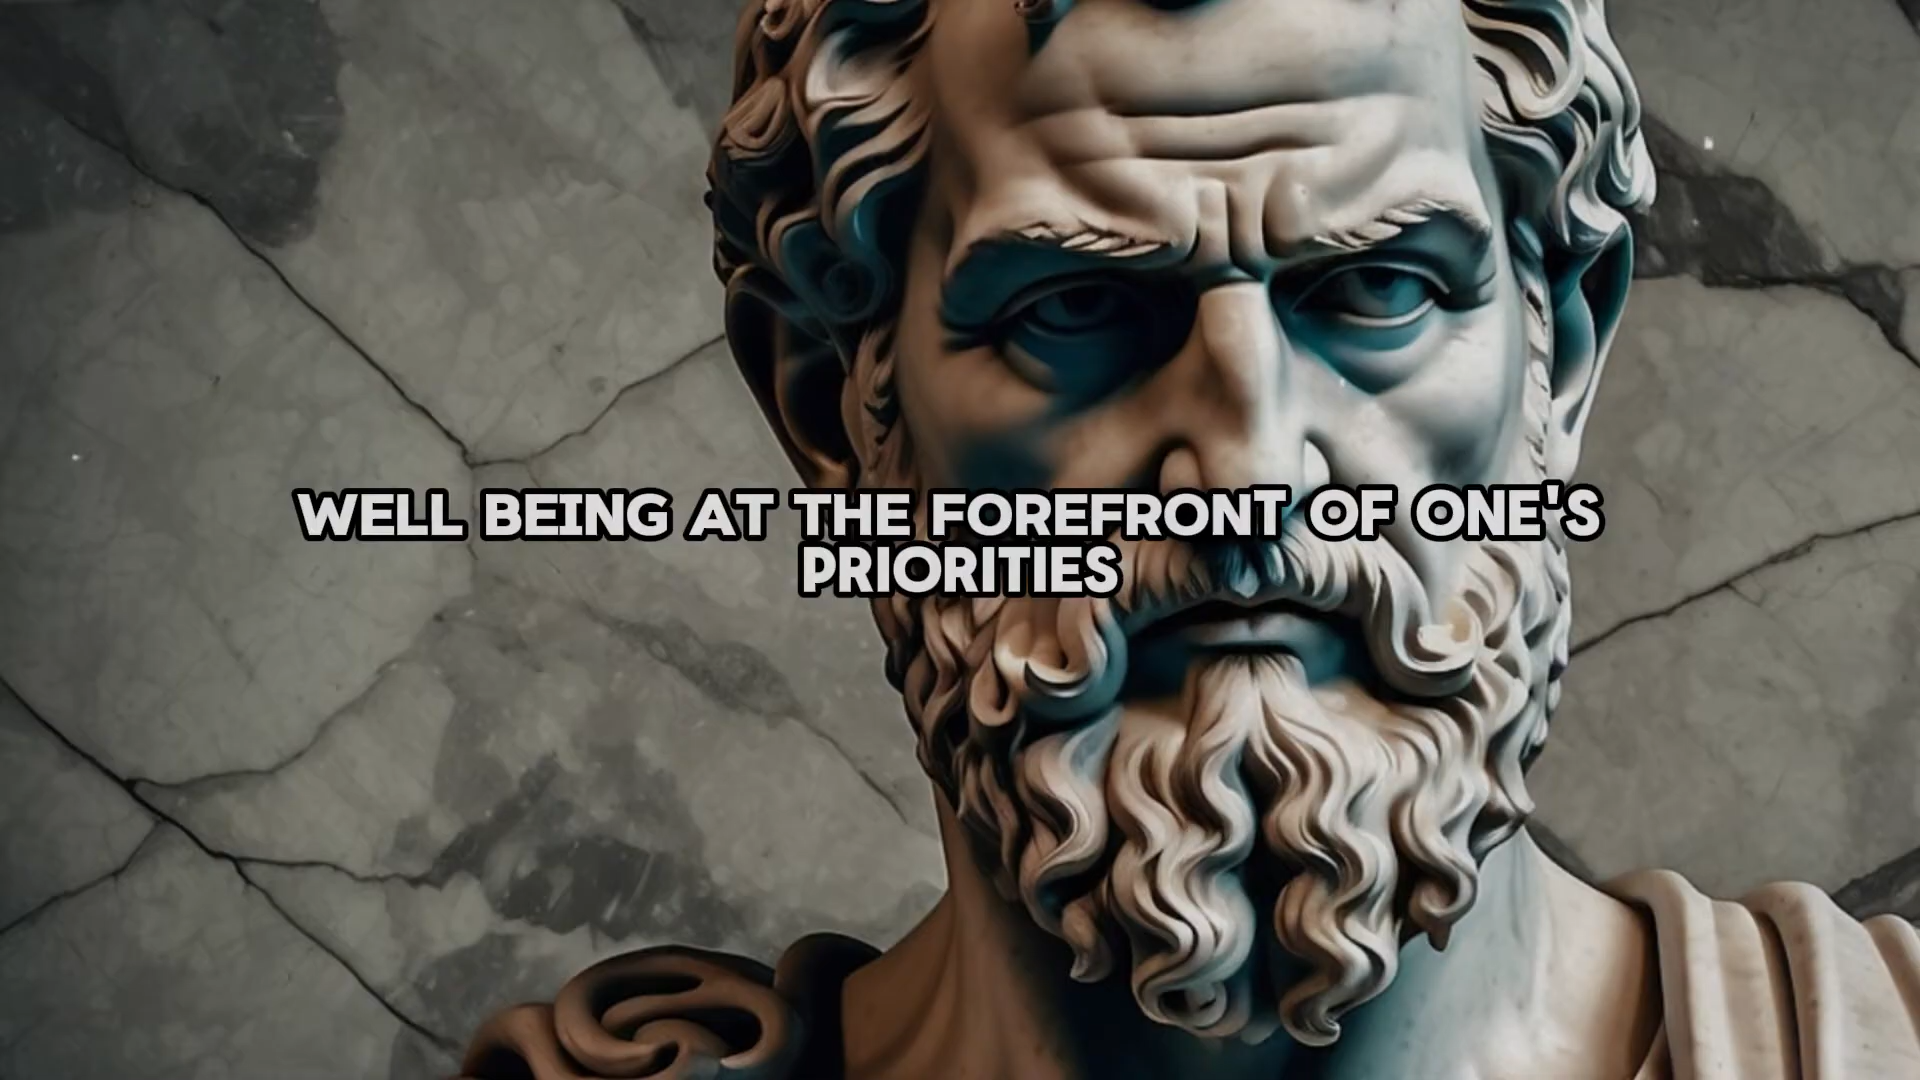 WELL BEING AT THE FOREFRONT OF ONE'S
PRIORITIES